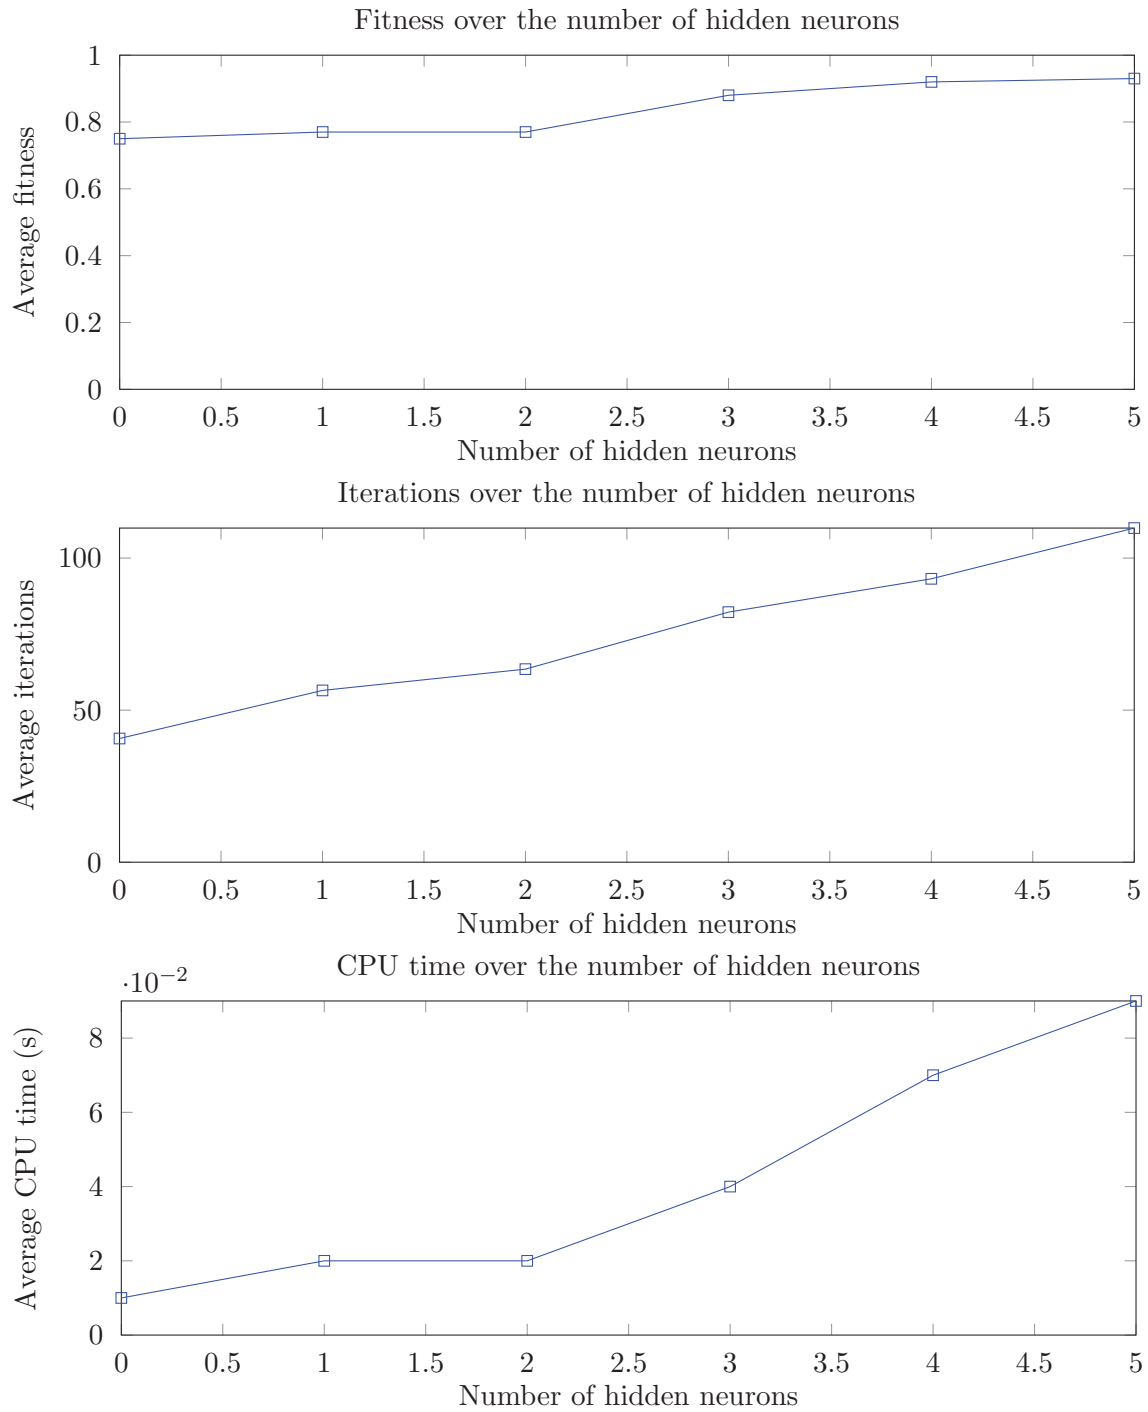 Fitness over the number of hidden neurons
1
0.8
0.6
0.4
0.2
0
Average fitness
0 0.5 1 1.5 2 2.5 3 3.5 4 4.5 5
Number of hidden neurons
Iterations over the number of hidden neurons
100
50
0
Average iterations
0 0.5 1 1.5 2 2.5 3 3.5 4 4.5 5
Number of hidden neurons
CPU time over the number of hidden neurons
·10−2
8
6
4
2
0
Average CPU time (s)
0 0.5 1 1.5 2 2.5 3 3.5 4 4.5 5
Number of hidden neurons